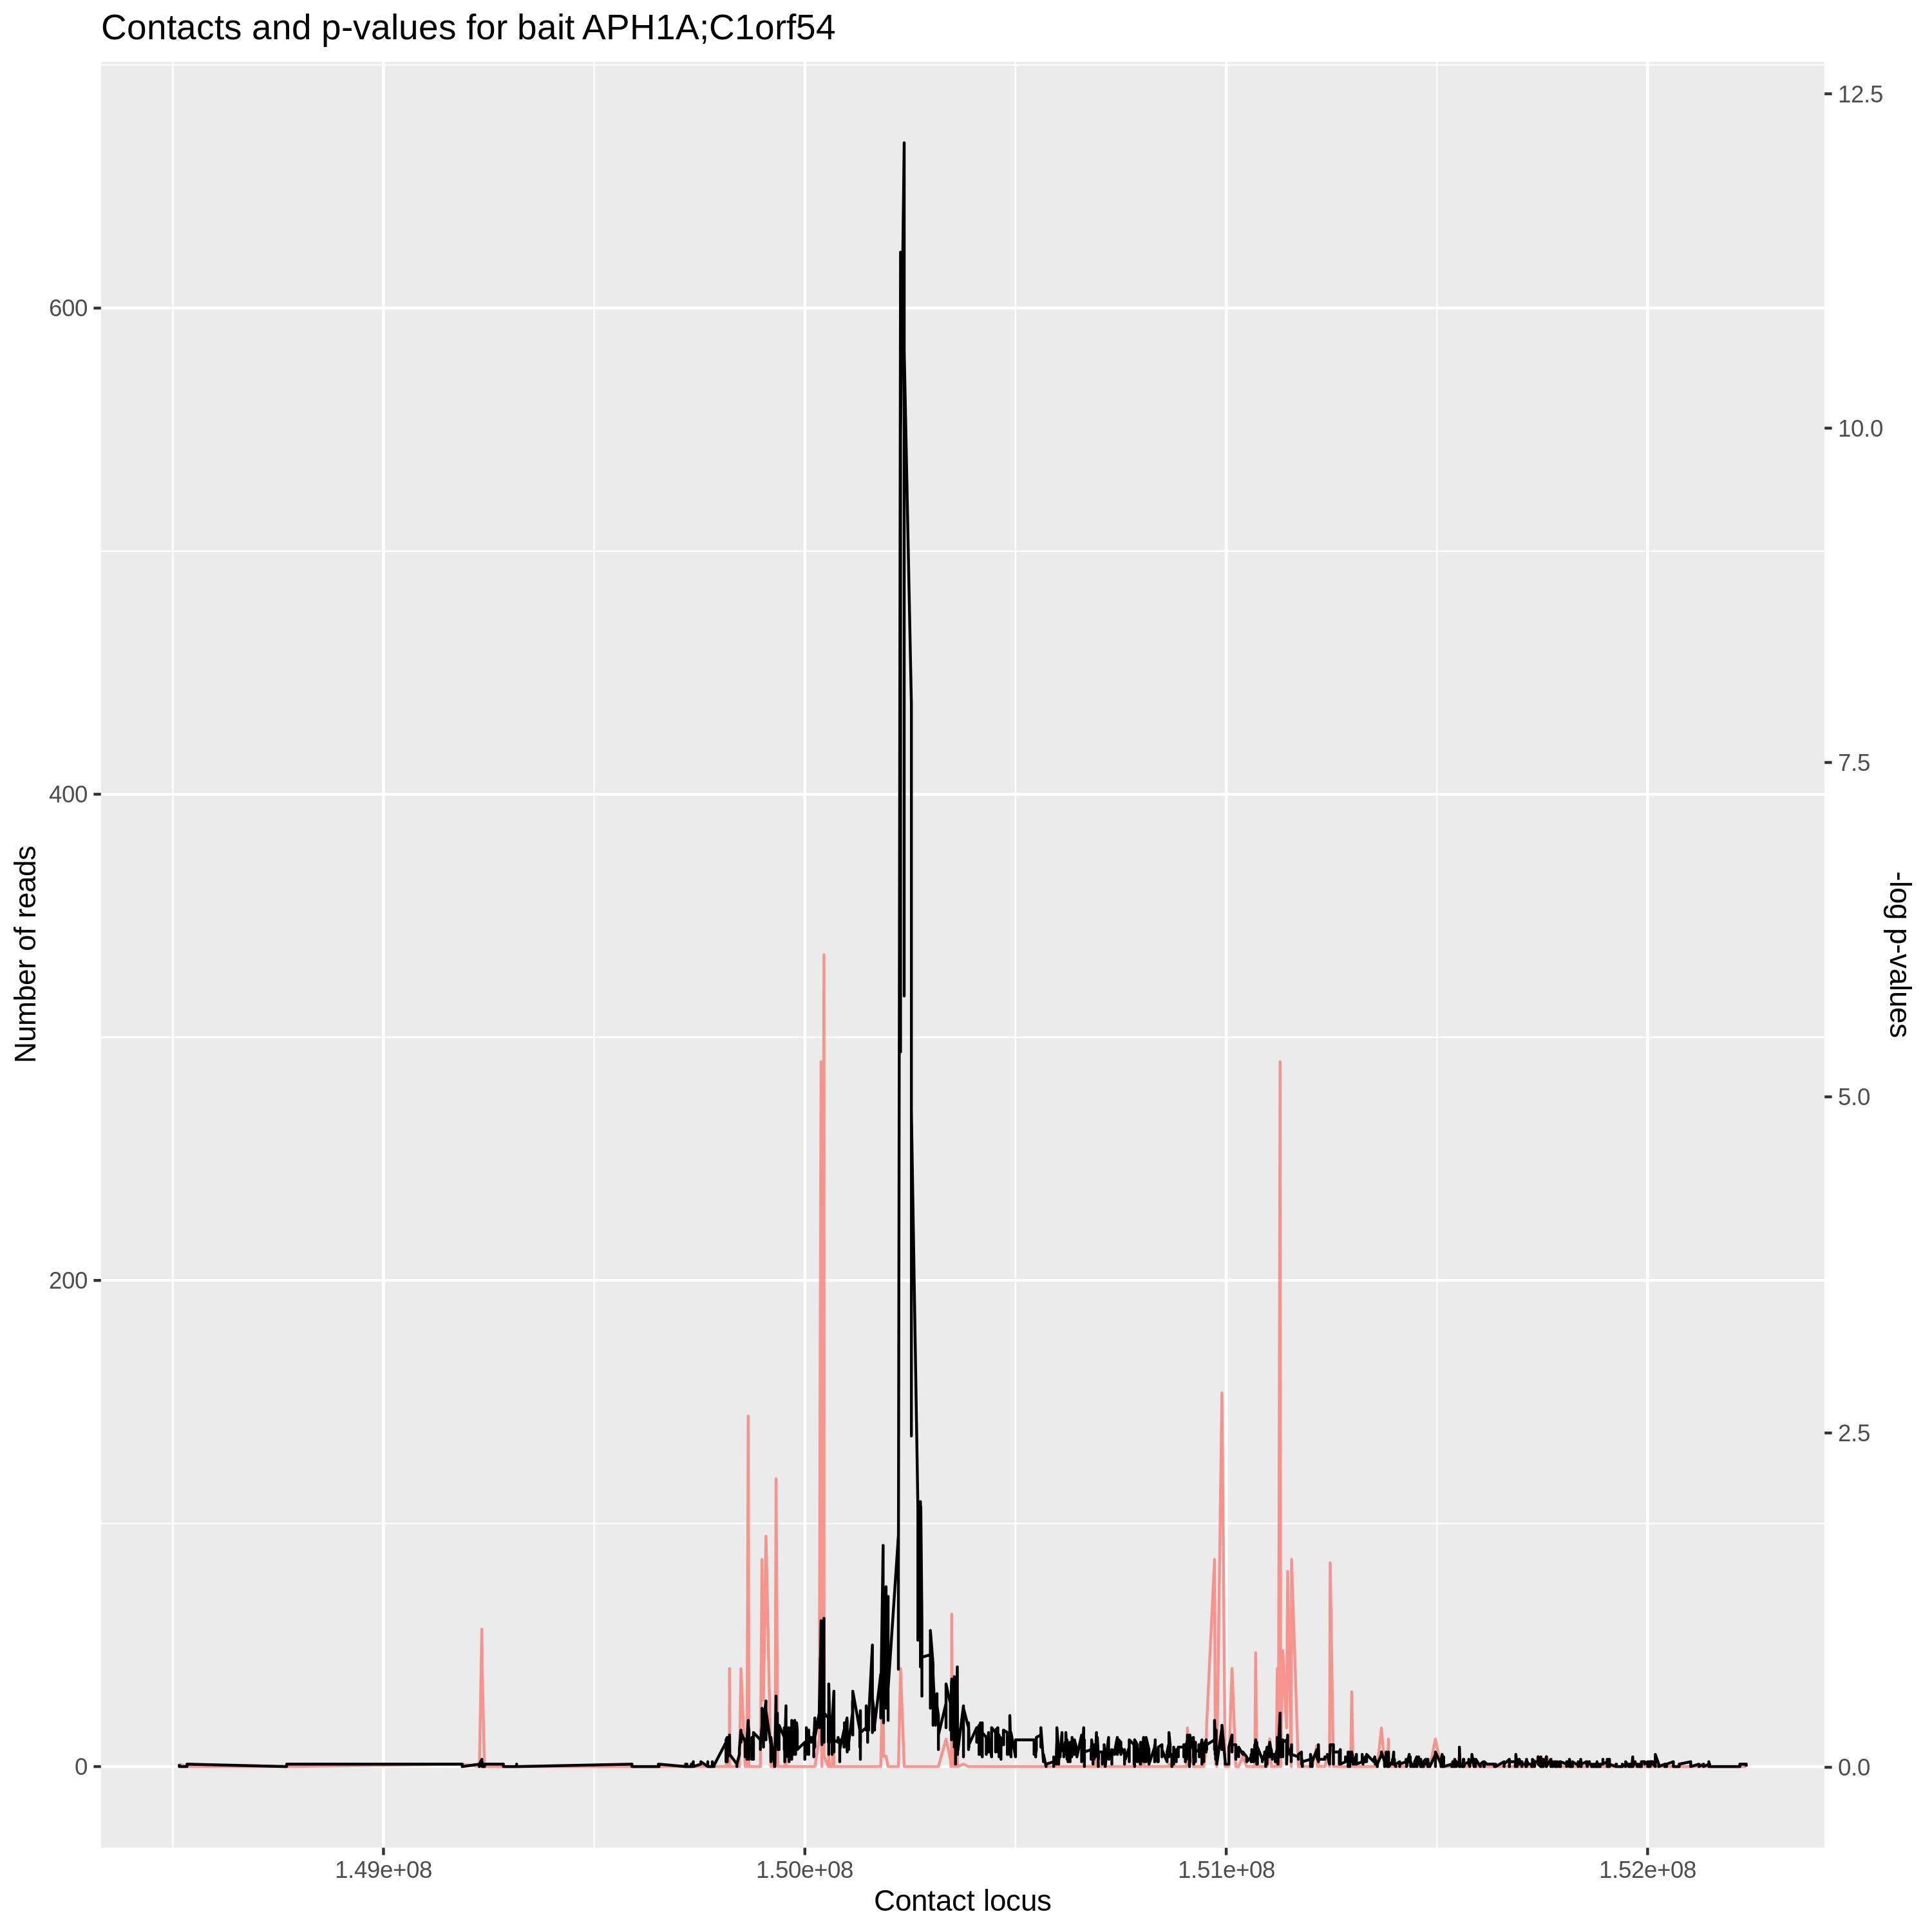 Contacts and p-values for bait APH1A;C1orf54
12.5
600
10.0
7.5
400
Number of reads
-log p-values
5.0
200
2.5
0
0.0
1.49e+08 1.50e+08 1.51e+08 1.52e+08
Contact locus